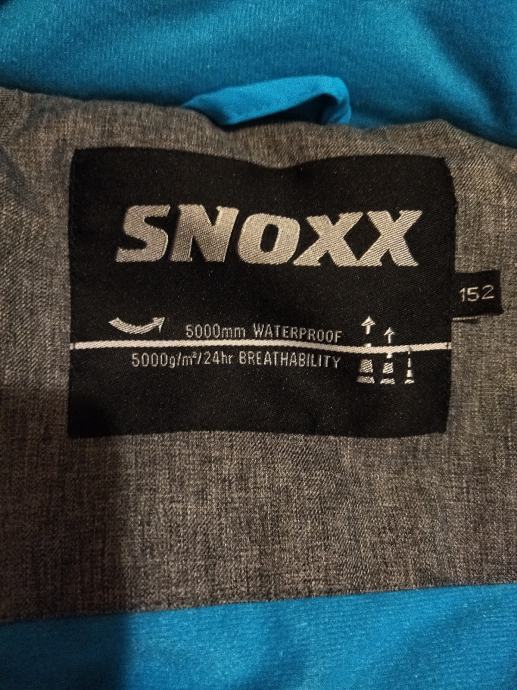 SNOXX
152
5000mm WATERPROOF
5000g/m²/24hr BREATHABILITY